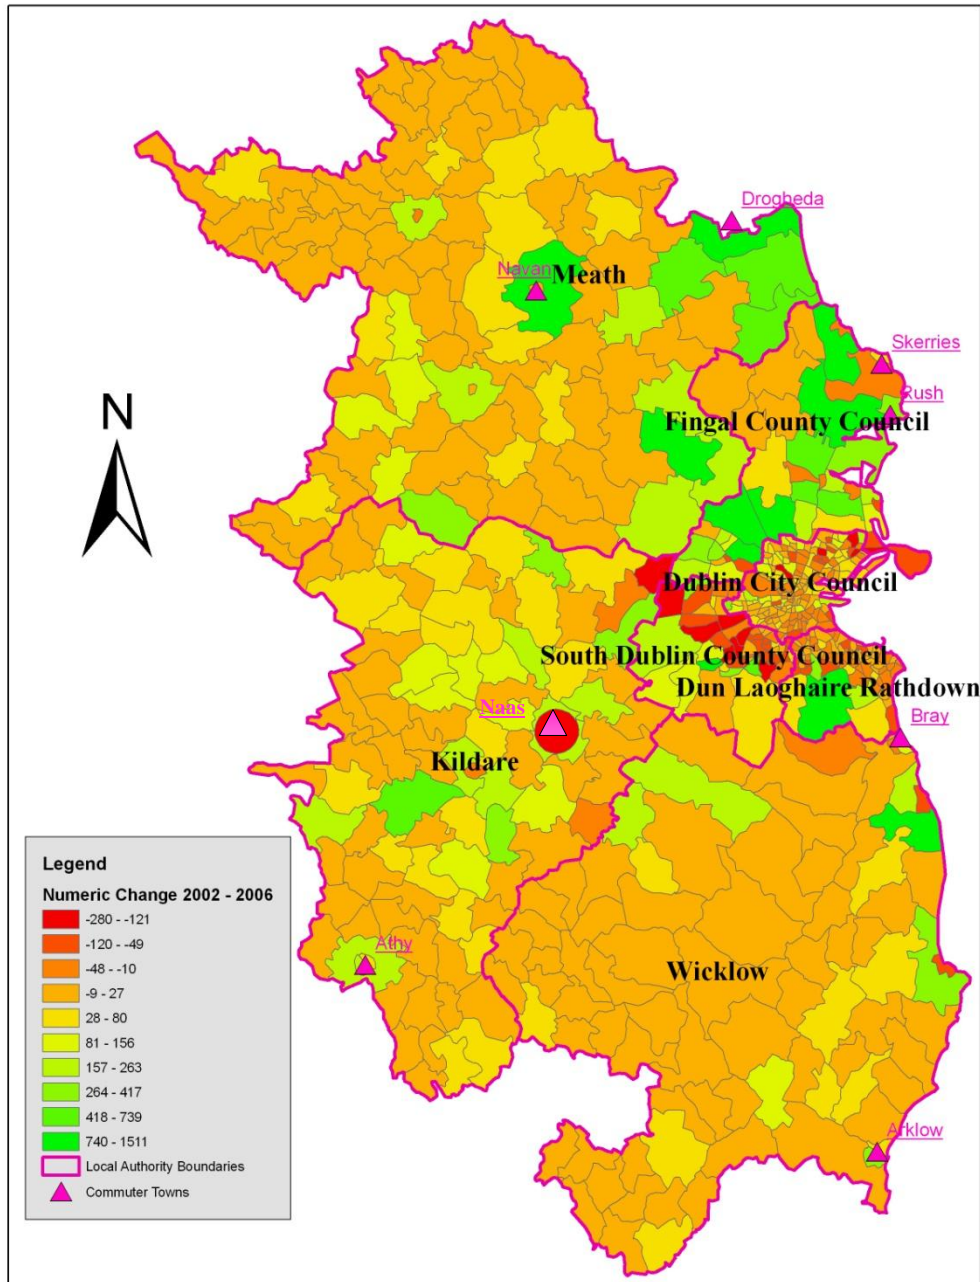 Drogheda
Navan
Meath
Skerries
N
Rush
Fingal County Council
Dublin City Council
South Dublin County Council
Dun Laoghaire Rathdown
Naas
Bray
Kildare
Legend
Numeric Change 2002 - 2006
-280 - -121
-120 - -49
-48 - -10
-9 - 27
28 - 80
81 - 156
157 - 263
264 - 417
418 - 739
740 - 1511
Local Authority Boundaries
Commuter Towns
Athy
Wicklow
Arklow